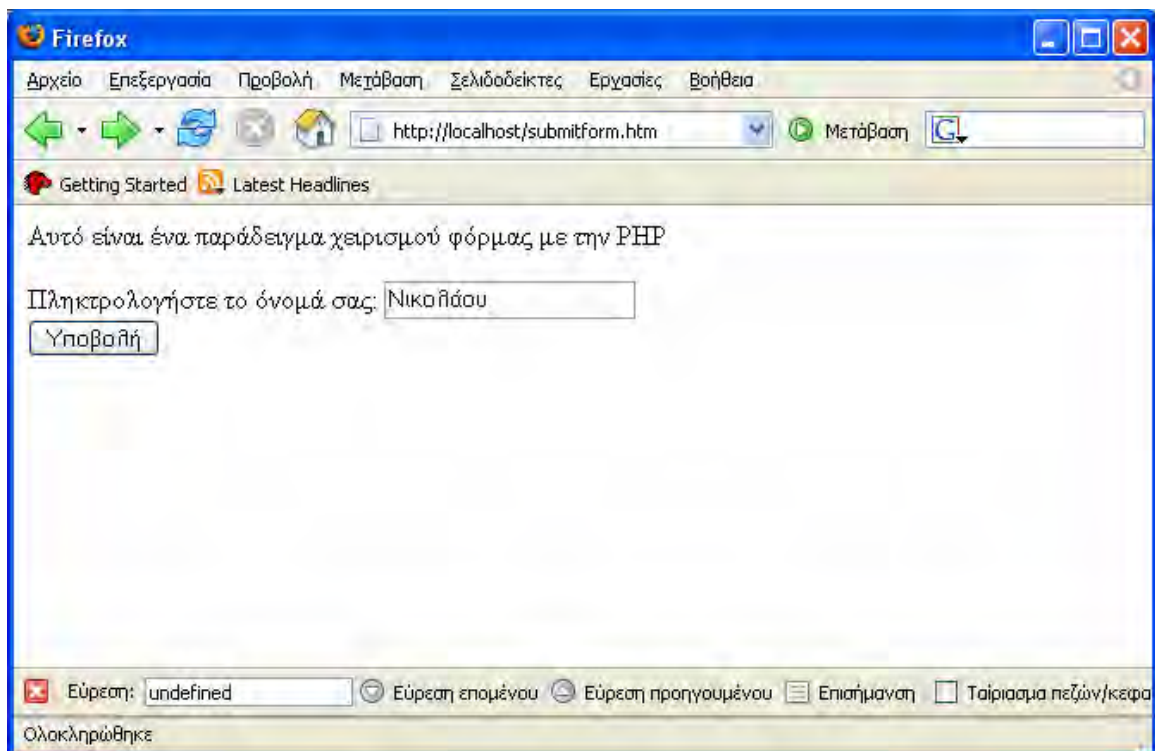 Firefox
Αρχείο Επεξεργασία Προβολή Μετάβαση Σελιδοδείκτες Εργασίες Βοήθεια
http://localhost/submitform.htm Μετάβαση G
Getting Started Latest Headlines
Αυτό είναι ένα παράδειγμα χειρισμού φόρμας με την PHP
Πληκτρολογήστε το όνομά σας: Νικολάου
Υποβολή
Εύρεση: undefined Εύρεση επομένου Εύρεση προηγουμένου Επισήμανση Ταίριασμα πεζών/κεφα
Ολοκληρώθηκε